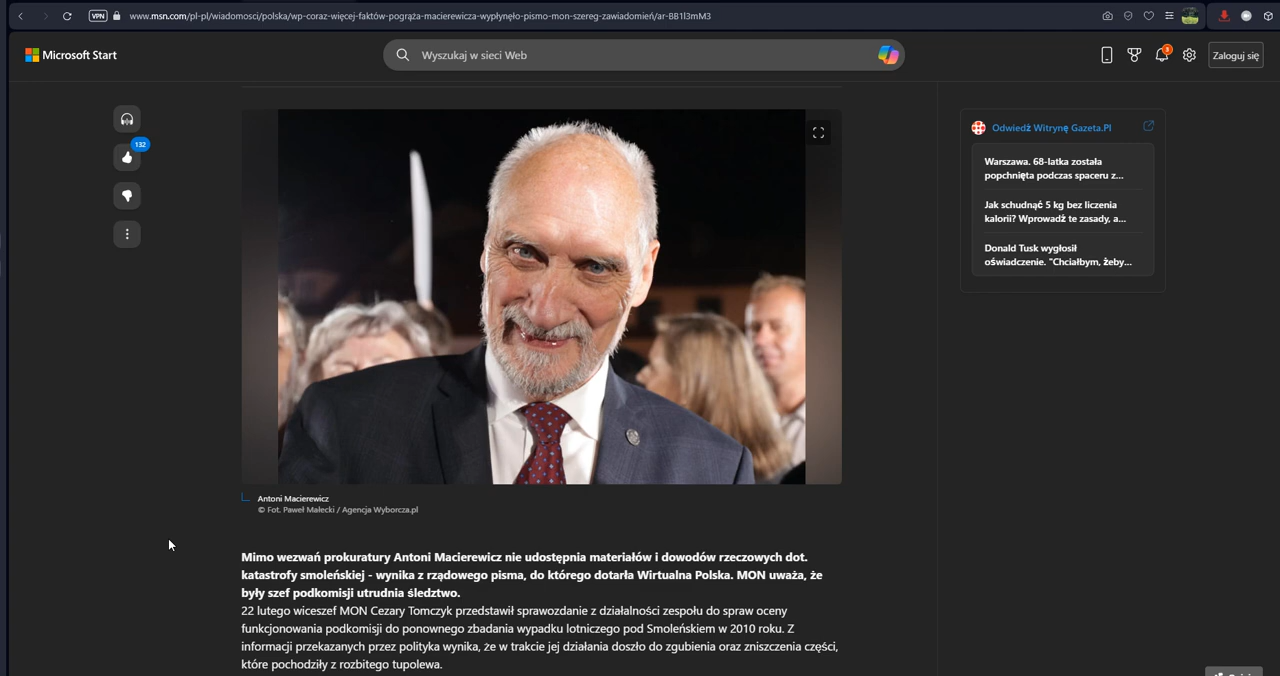 VPN
www.msn.com/pl-pl/wiadomosci/polska/wp-coraz-więcej-faktów-pogrąża-macierewicza-wypłynęło-pismo-mon-szereg-zawiadomień/ar-BB1l3mM3
Microsoft Start
Wyszukaj w sieci Web
3
Zaloguj się
132
Odwiedź Witrynę Gazeta.Pl
Warszawa. 68-latka została
popchnięta podczas spaceru z...
Jak schudnąć 5 kg bez liczenia
kalorii? Wprowadź te zasady, a...
Donald Tusk wygłosił
oświadczenie. "Chciałbym, żeby...
Antoni Macierewicz
© Fot. Paweł Małecki / Agencja Wyborcza.pl
Mimo wezwań prokuratury Antoni Macierewicz nie udostępnia materiałów i dowodów rzeczowych dot.
katastrofy smoleńskiej - wynika z rządowego pisma, do którego dotarła Wirtualna Polska. MON uważa, że
były szef podkomisji utrudnia śledztwo.
22 lutego wiceszef MON Cezary Tomczyk przedstawił sprawozdanie z działalności zespołu do spraw oceny
funkcjonowania podkomisji do ponownego zbadania wypadku lotniczego pod Smoleńskiem w 2010 roku. Z
informacji przekazanych przez polityka wynika, że w trakcie jej działania doszło do zgubienia oraz zniszczenia części,
które pochodziły z rozbitego tupolewa.